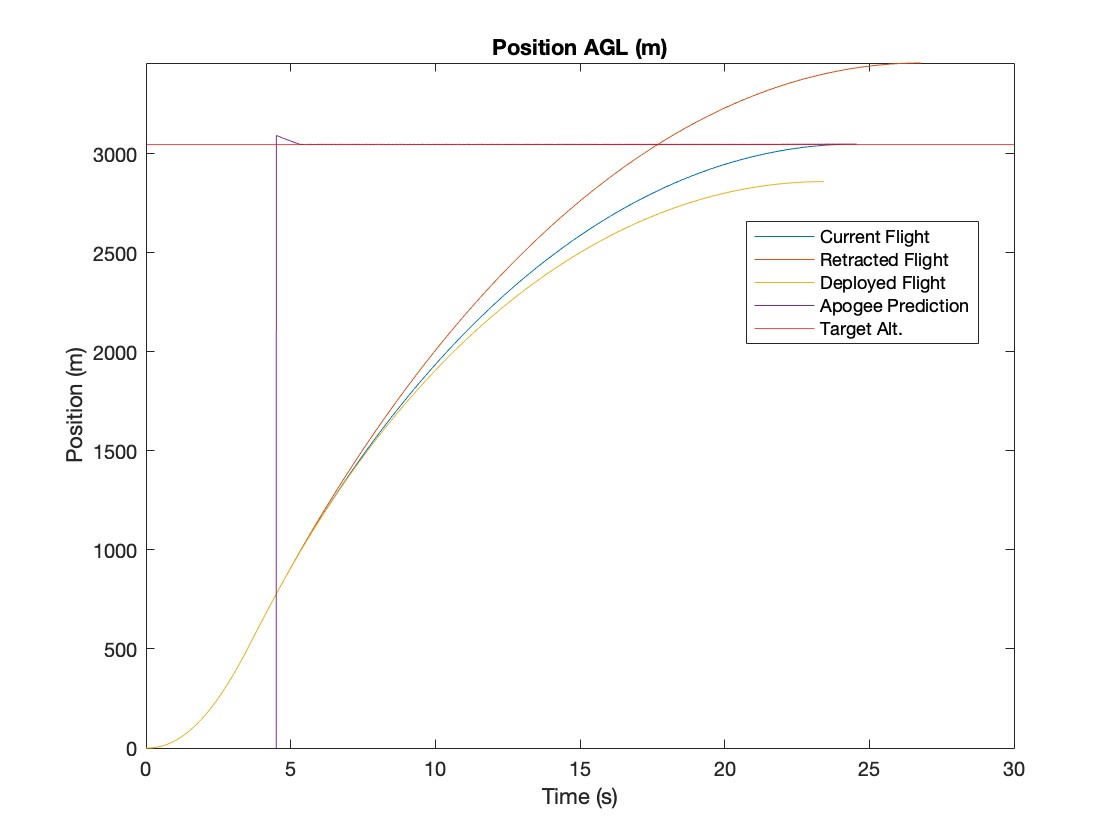 Position AGL (m)
3000
2500
2000
1500
1000
500
0
Position (m)
Current Flight
Retracted Flight
Deployed Flight
Apogee Prediction
Target Alt.
0 5 10 15 20 25 30
Time (s)